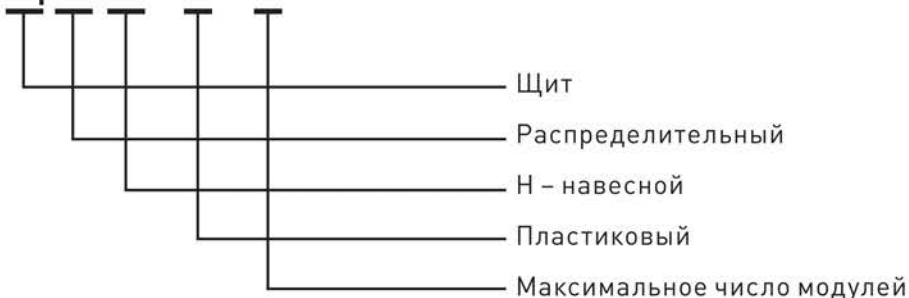 Щит
Распределительный
Н – навесной
Пластиковый
Максимальное число модулей